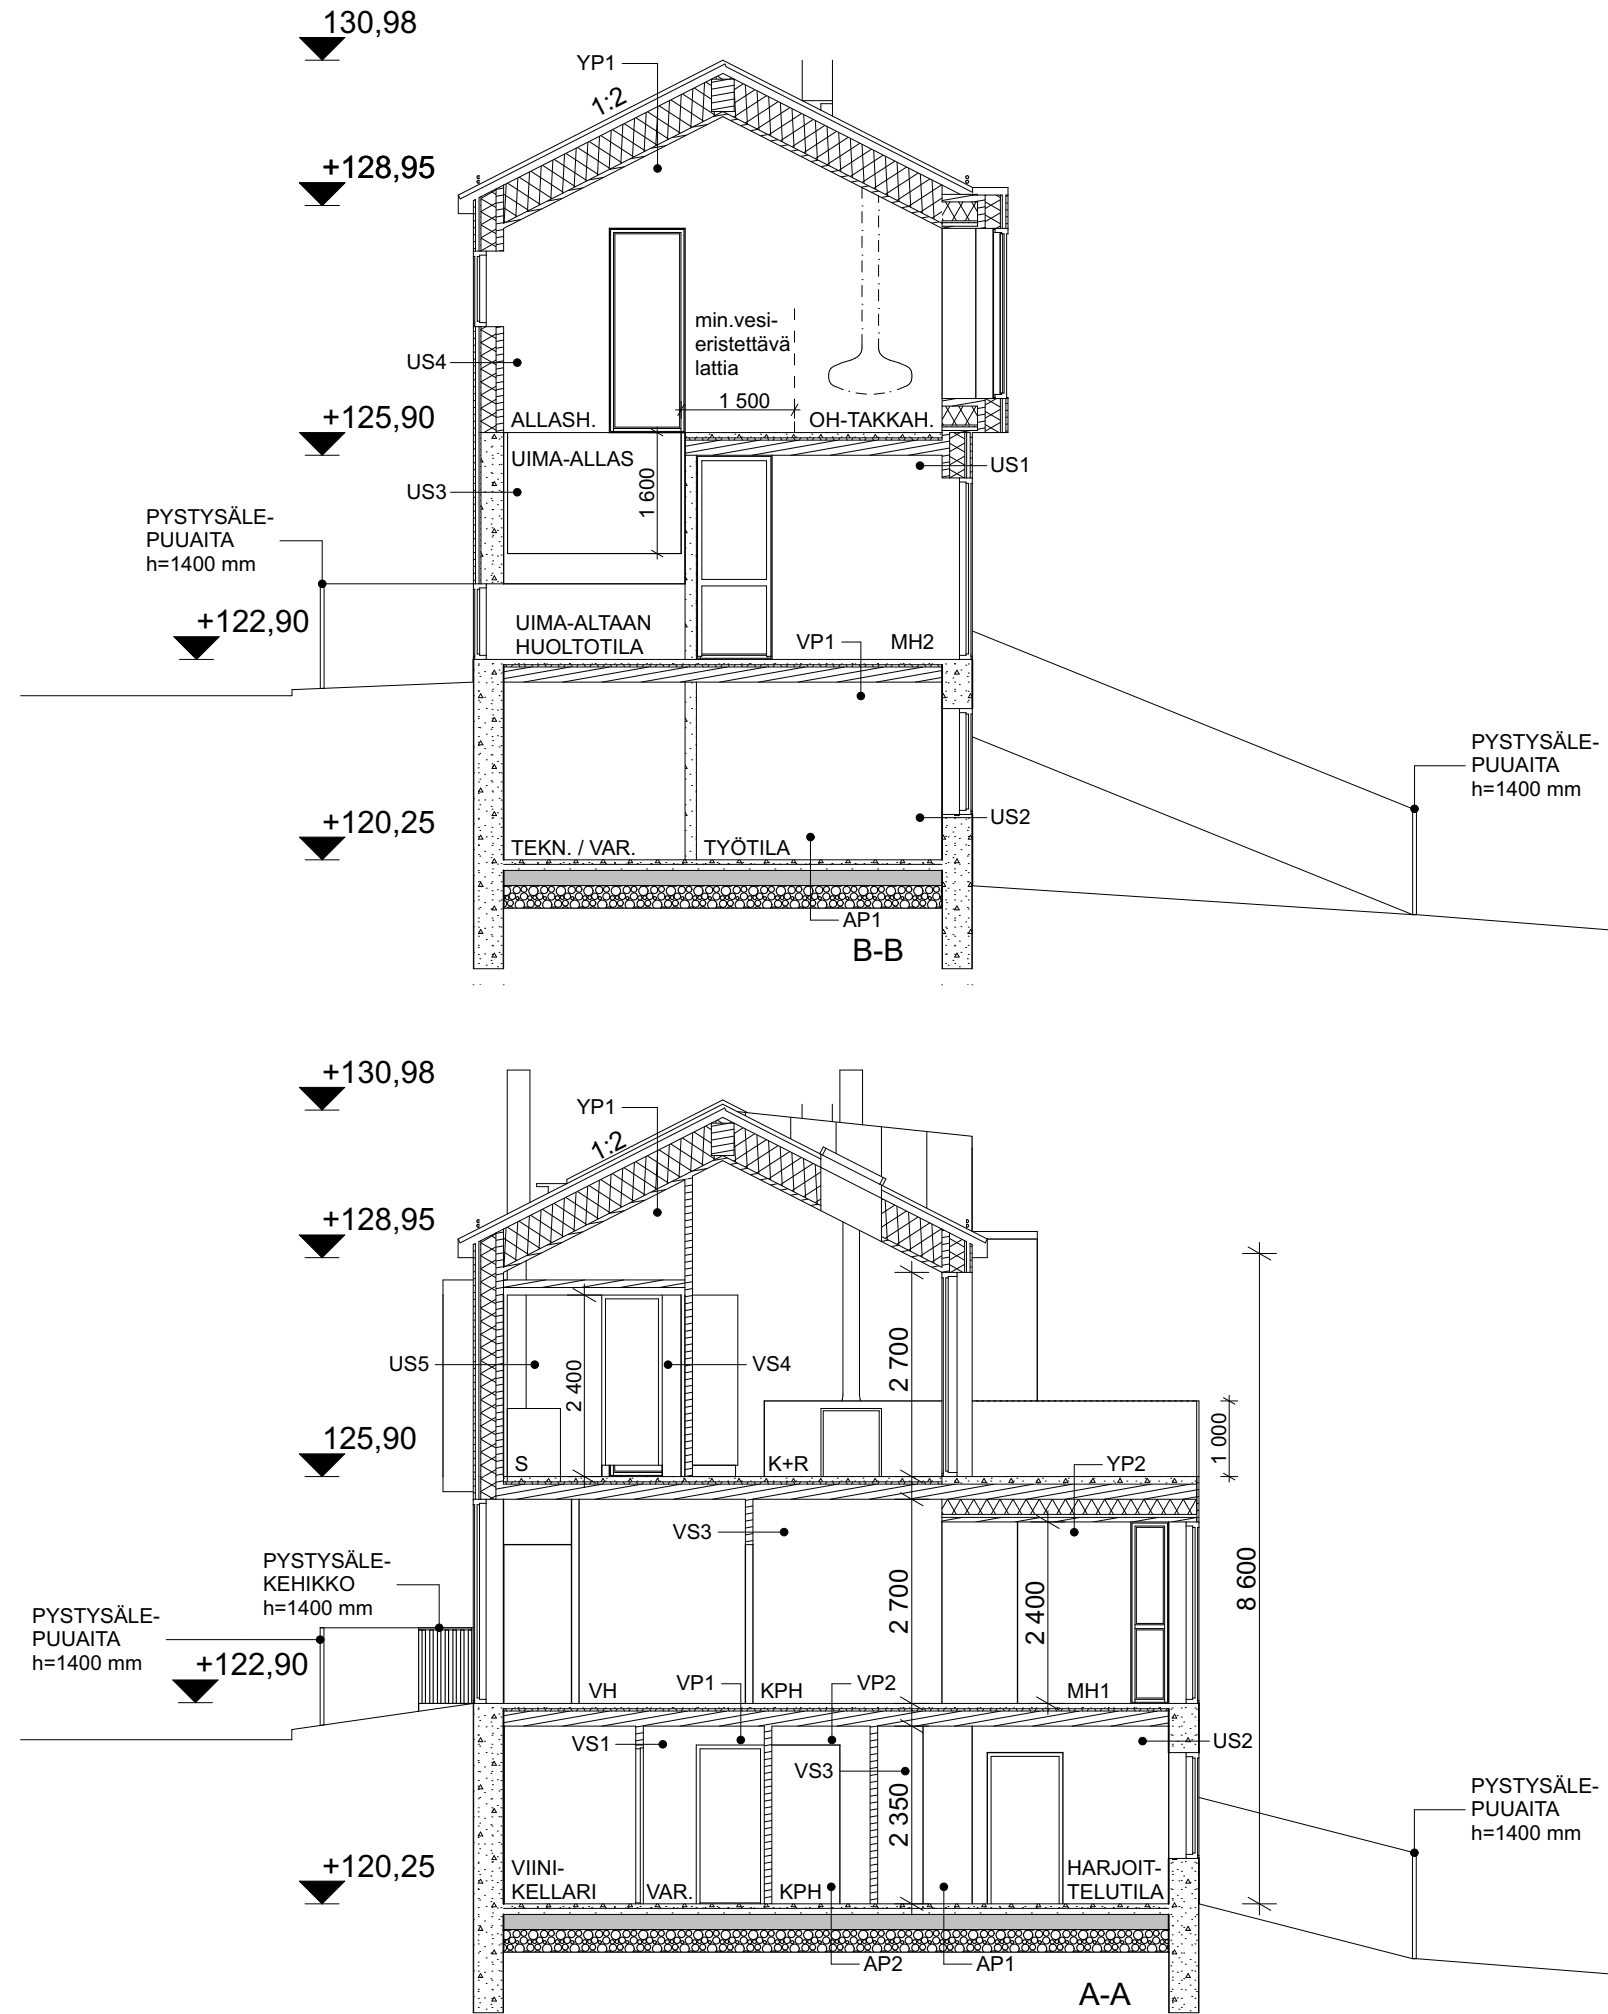 130,98
YP1
1:2
+128,95
min.vesi-
eristettävä
lattia
US4
1 500
+125,90
ALLASH.
OH-TAKKAH.
UIMA-ALLAS
US1
1 600
US3
PYSTYSÄLE-
PUUAITA
h=1400 mm
+122,90
UIMA-ALTAAN
HUOLTOTILA
VP1
MH2
PYSTYSÄLE-
PUUAITA
h=1400 mm
+120,25
US2
TEKN. / VAR.
TYÖTILA
AP1
B-B
+130,98
YP1
1:2
+128,95
US5
VS4
2 400
2 700
125,90
S
K+R
1 000
YP2
VS3
PYSTYSÄLE-
KEHIKKO
h=1400 mm
8 600
2 700
2 400
PYSTYSÄLE-
PUUAITA
h=1400 mm
+122,90
VH
VP1
KPH
VP2
MH1
VS1
US2
VS3
2 350
PYSTYSÄLE-
PUUAITA
h=1400 mm
+120,25
VIINI-
KELLARI
VAR.
KPH
HARJOIT-
TELUTILA
AP2
AP1
A-A